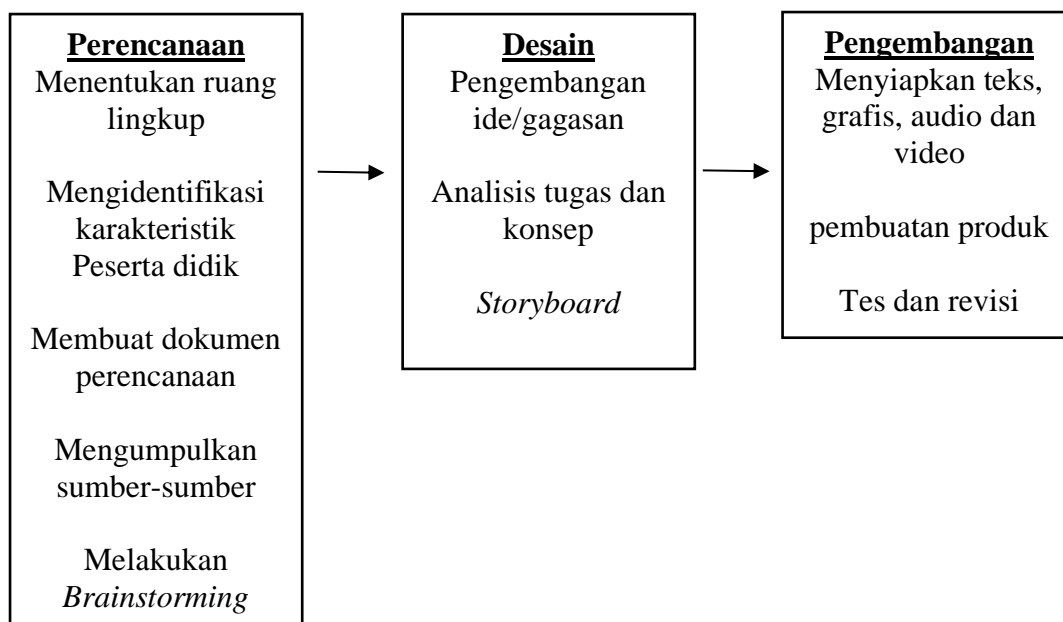 Perencanaan
Menentukan ruang
lingkup
Mengidentifikasi
karakteristik
Peserta didik
Membuat dokumen
perencanaan
Mengumpulkan
sumber-sumber
Melakukan
Brainstorming
Desain
Pengembangan
ide/gagasan
Analisis tugas dan
konsep
Storyboard
Pengembangan
Menyiapkan teks,
grafis, audio dan
video
pembuatan produk
Tes dan revisi